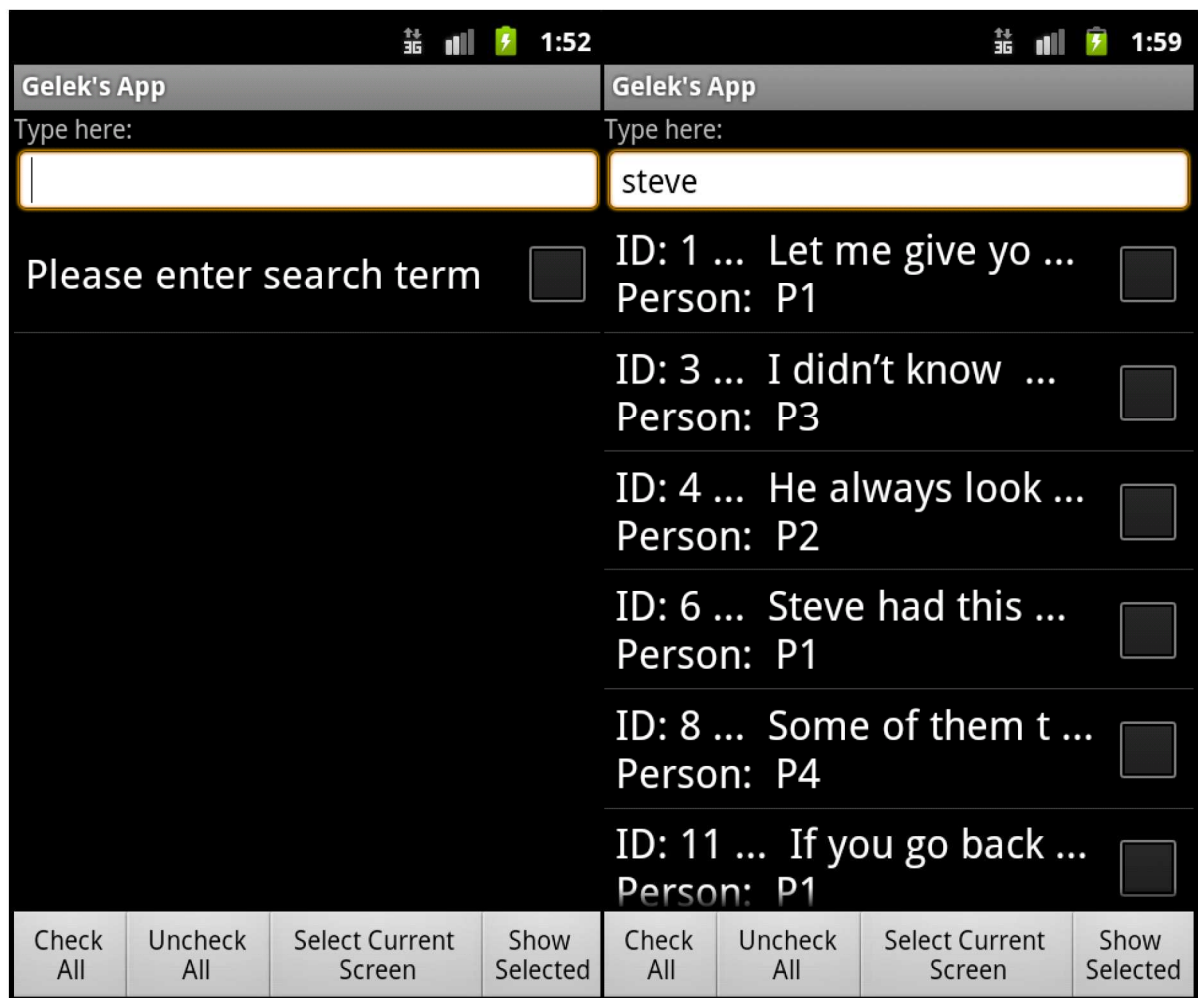 3G 1:52
Gelek's App
Type here:
Please enter search term
Check All
Uncheck All
Select Current Screen
Show Selected
3G 1:59
Gelek's App
Type here:
steve
ID: 1 ... Let me give yo ...
Person: P1
ID: 3 ... I didn’t know ...
Person: P3
ID: 4 ... He always look ...
Person: P2
ID: 6 ... Steve had this ...
Person: P1
ID: 8 ... Some of them t ...
Person: P4
ID: 11 ... If you go back ...
Person: P1
Check All
Uncheck All
Select Current Screen
Show Selected